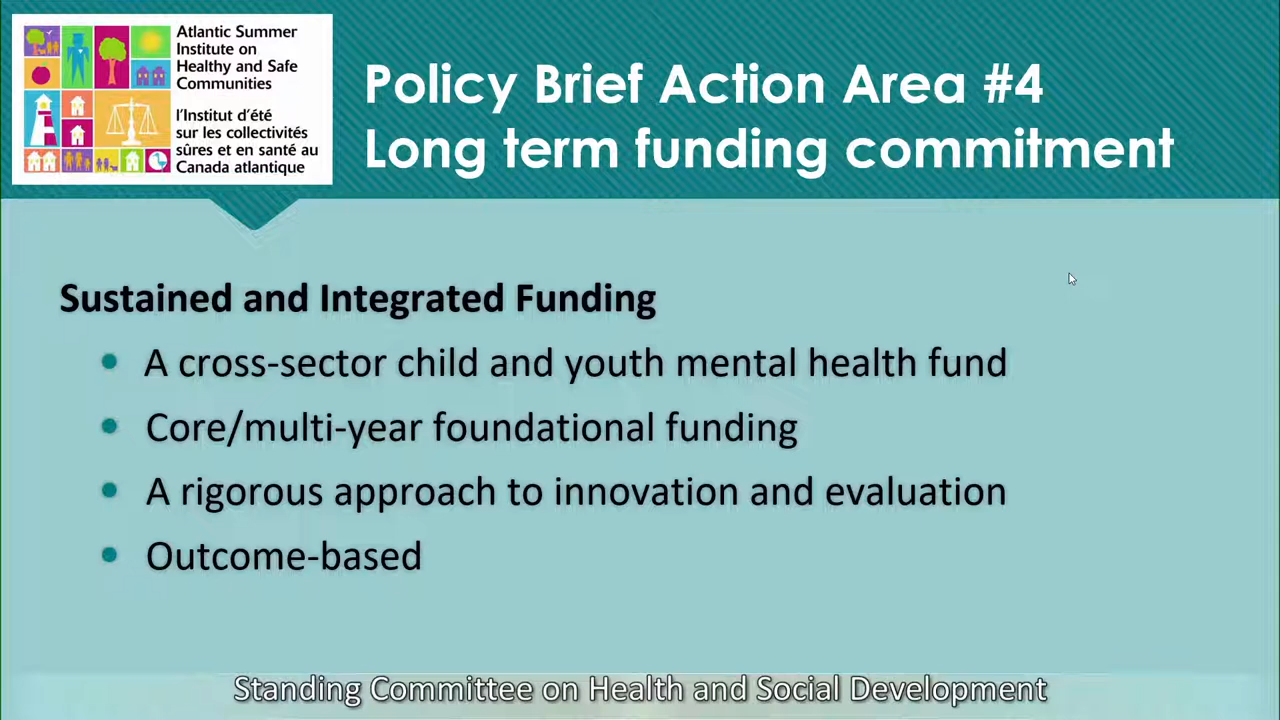 Atlantic Summer
Institute on
Healthy and Safe
Communities
l'Institut d'été
sur les collectivités
sûres et en santé au
Canada atlantique
Policy Brief Action Area #4
Long term funding commitment
Sustained and Integrated Funding
• A cross-sector child and youth mental health fund
• Core/multi-year foundational funding
• A rigorous approach to innovation and evaluation
• Outcome-based
Standing Committee on Health and Social Development